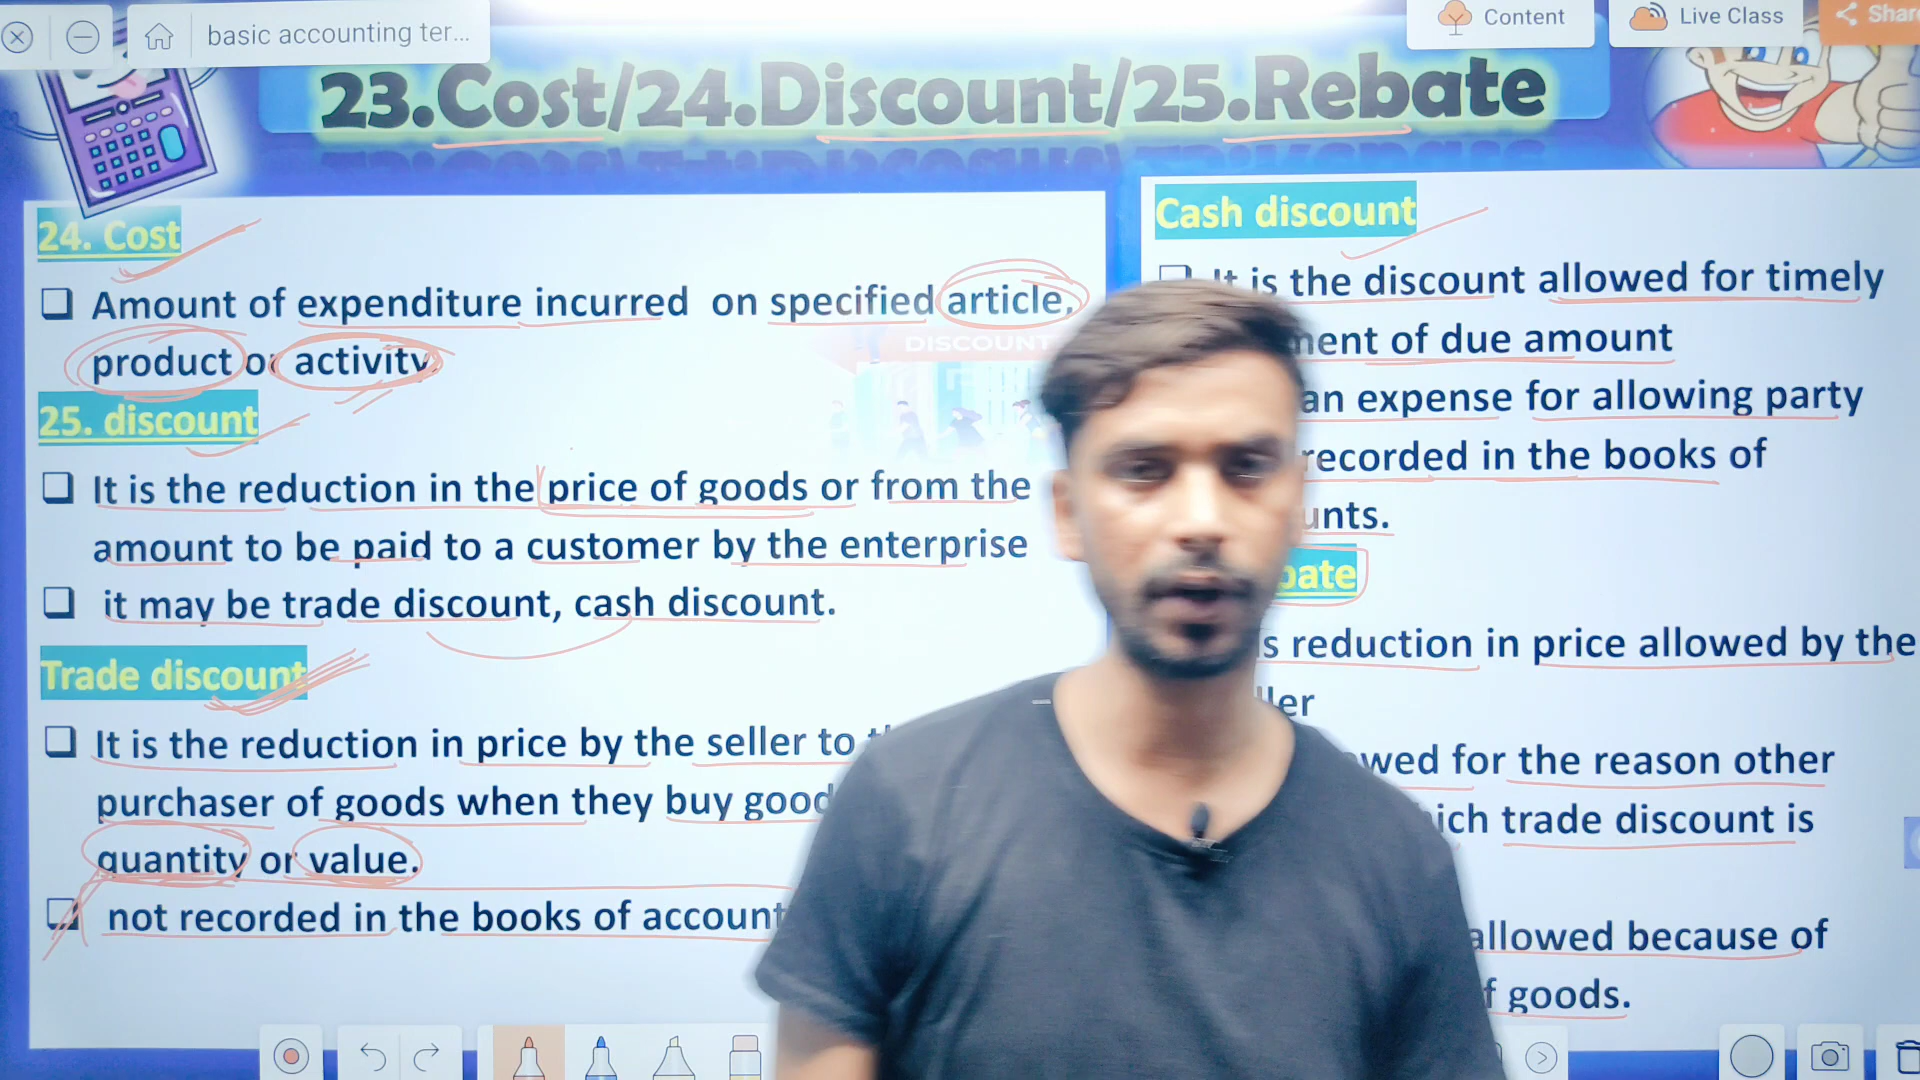 basic accounting ter...
Content
Live Class
Share
23.Cost/24.Discount/25.Rebate
24. Cost
❑ Amount of expenditure incurred on specified article,
product or activity
25. discount
❑ It is the reduction in the price of goods or from the
amount to be paid to a customer by the enterprise
❑ it may be trade discount, cash discount.
Trade discount
❑ It is the reduction in price by the seller to
purchaser of goods when they buy good
quantity or value.
❑ not recorded in the books of account
DISCOUNT
Cash discount
❑ It is the discount allowed for timely
ment of due amount
an expense for allowing party
recorded in the books of
unts.
bate
s reduction in price allowed by the
ller
wed for the reason other
ich trade discount is
allowed because of
f goods.